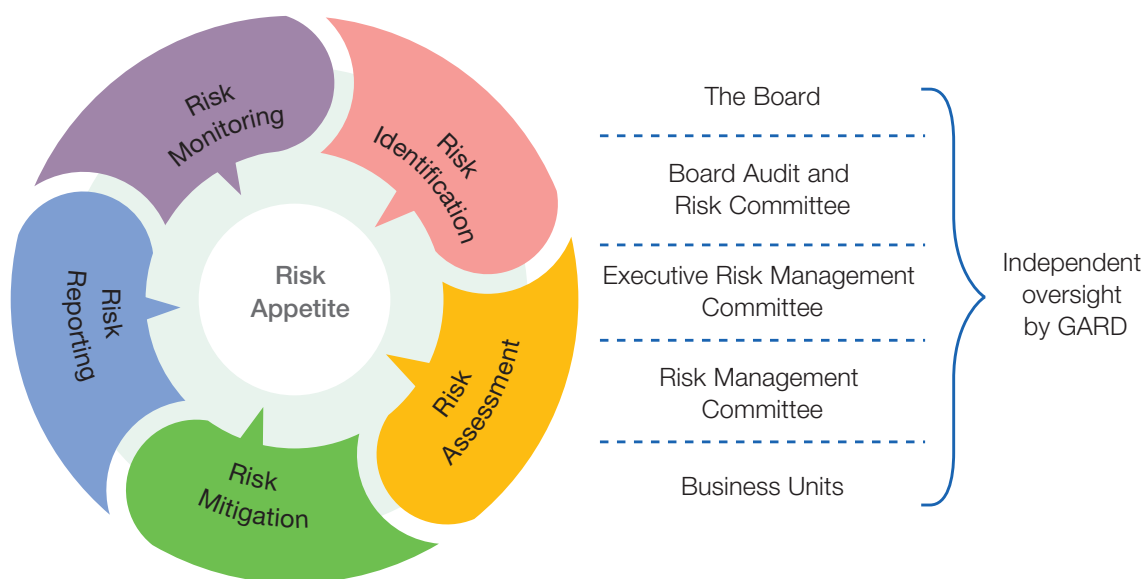 Risk
Monitoring
Risk
Identification
Risk
Assessment
Risk
Mitigation
Risk
Reporting
Risk
Appetite
The Board
Board Audit and
Risk Committee
Executive Risk Management
Committee
Risk Management
Committee
Business Units
Independent
oversight
by GARD